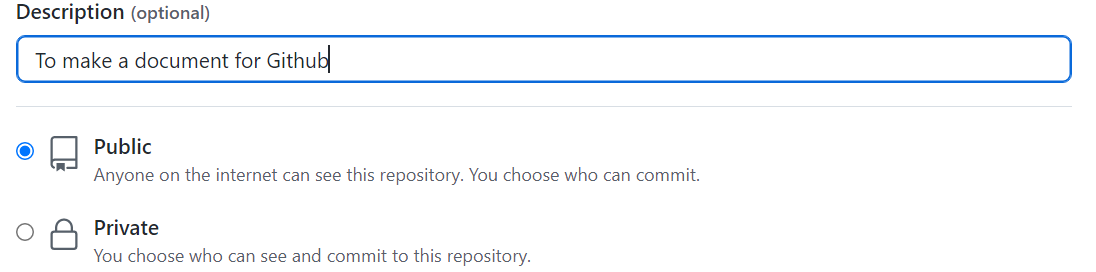 Description (optional)
To make a document for Github
Public
Anyone on the internet can see this repository. You choose who can commit.
Private
You choose who can see and commit to this repository.